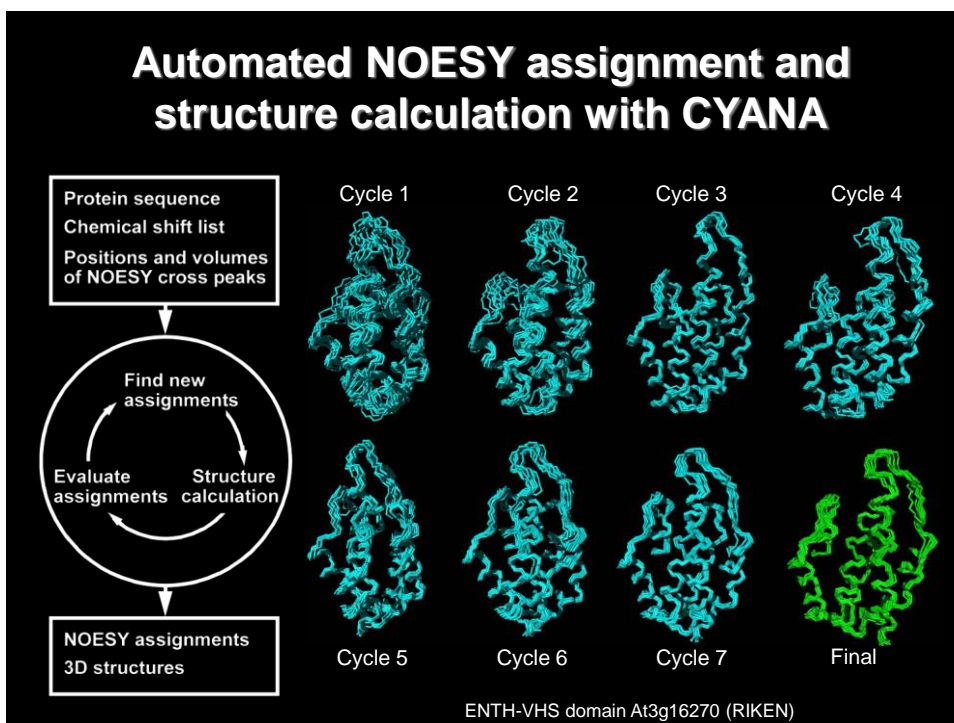 Automated NOESY assignment and
structure calculation with CYANA
Protein sequence
Chemical shift list
Positions and volumes
of NOESY cross peaks
Find new
assignments
Evaluate
assignments
Structure
calculation
NOESY assignments
3D structures
Cycle 1
Cycle 2
Cycle 3
Cycle 4
Cycle 5
Cycle 6
Cycle 7
Final
ENTH-VHS domain At3g16270 (RIKEN)